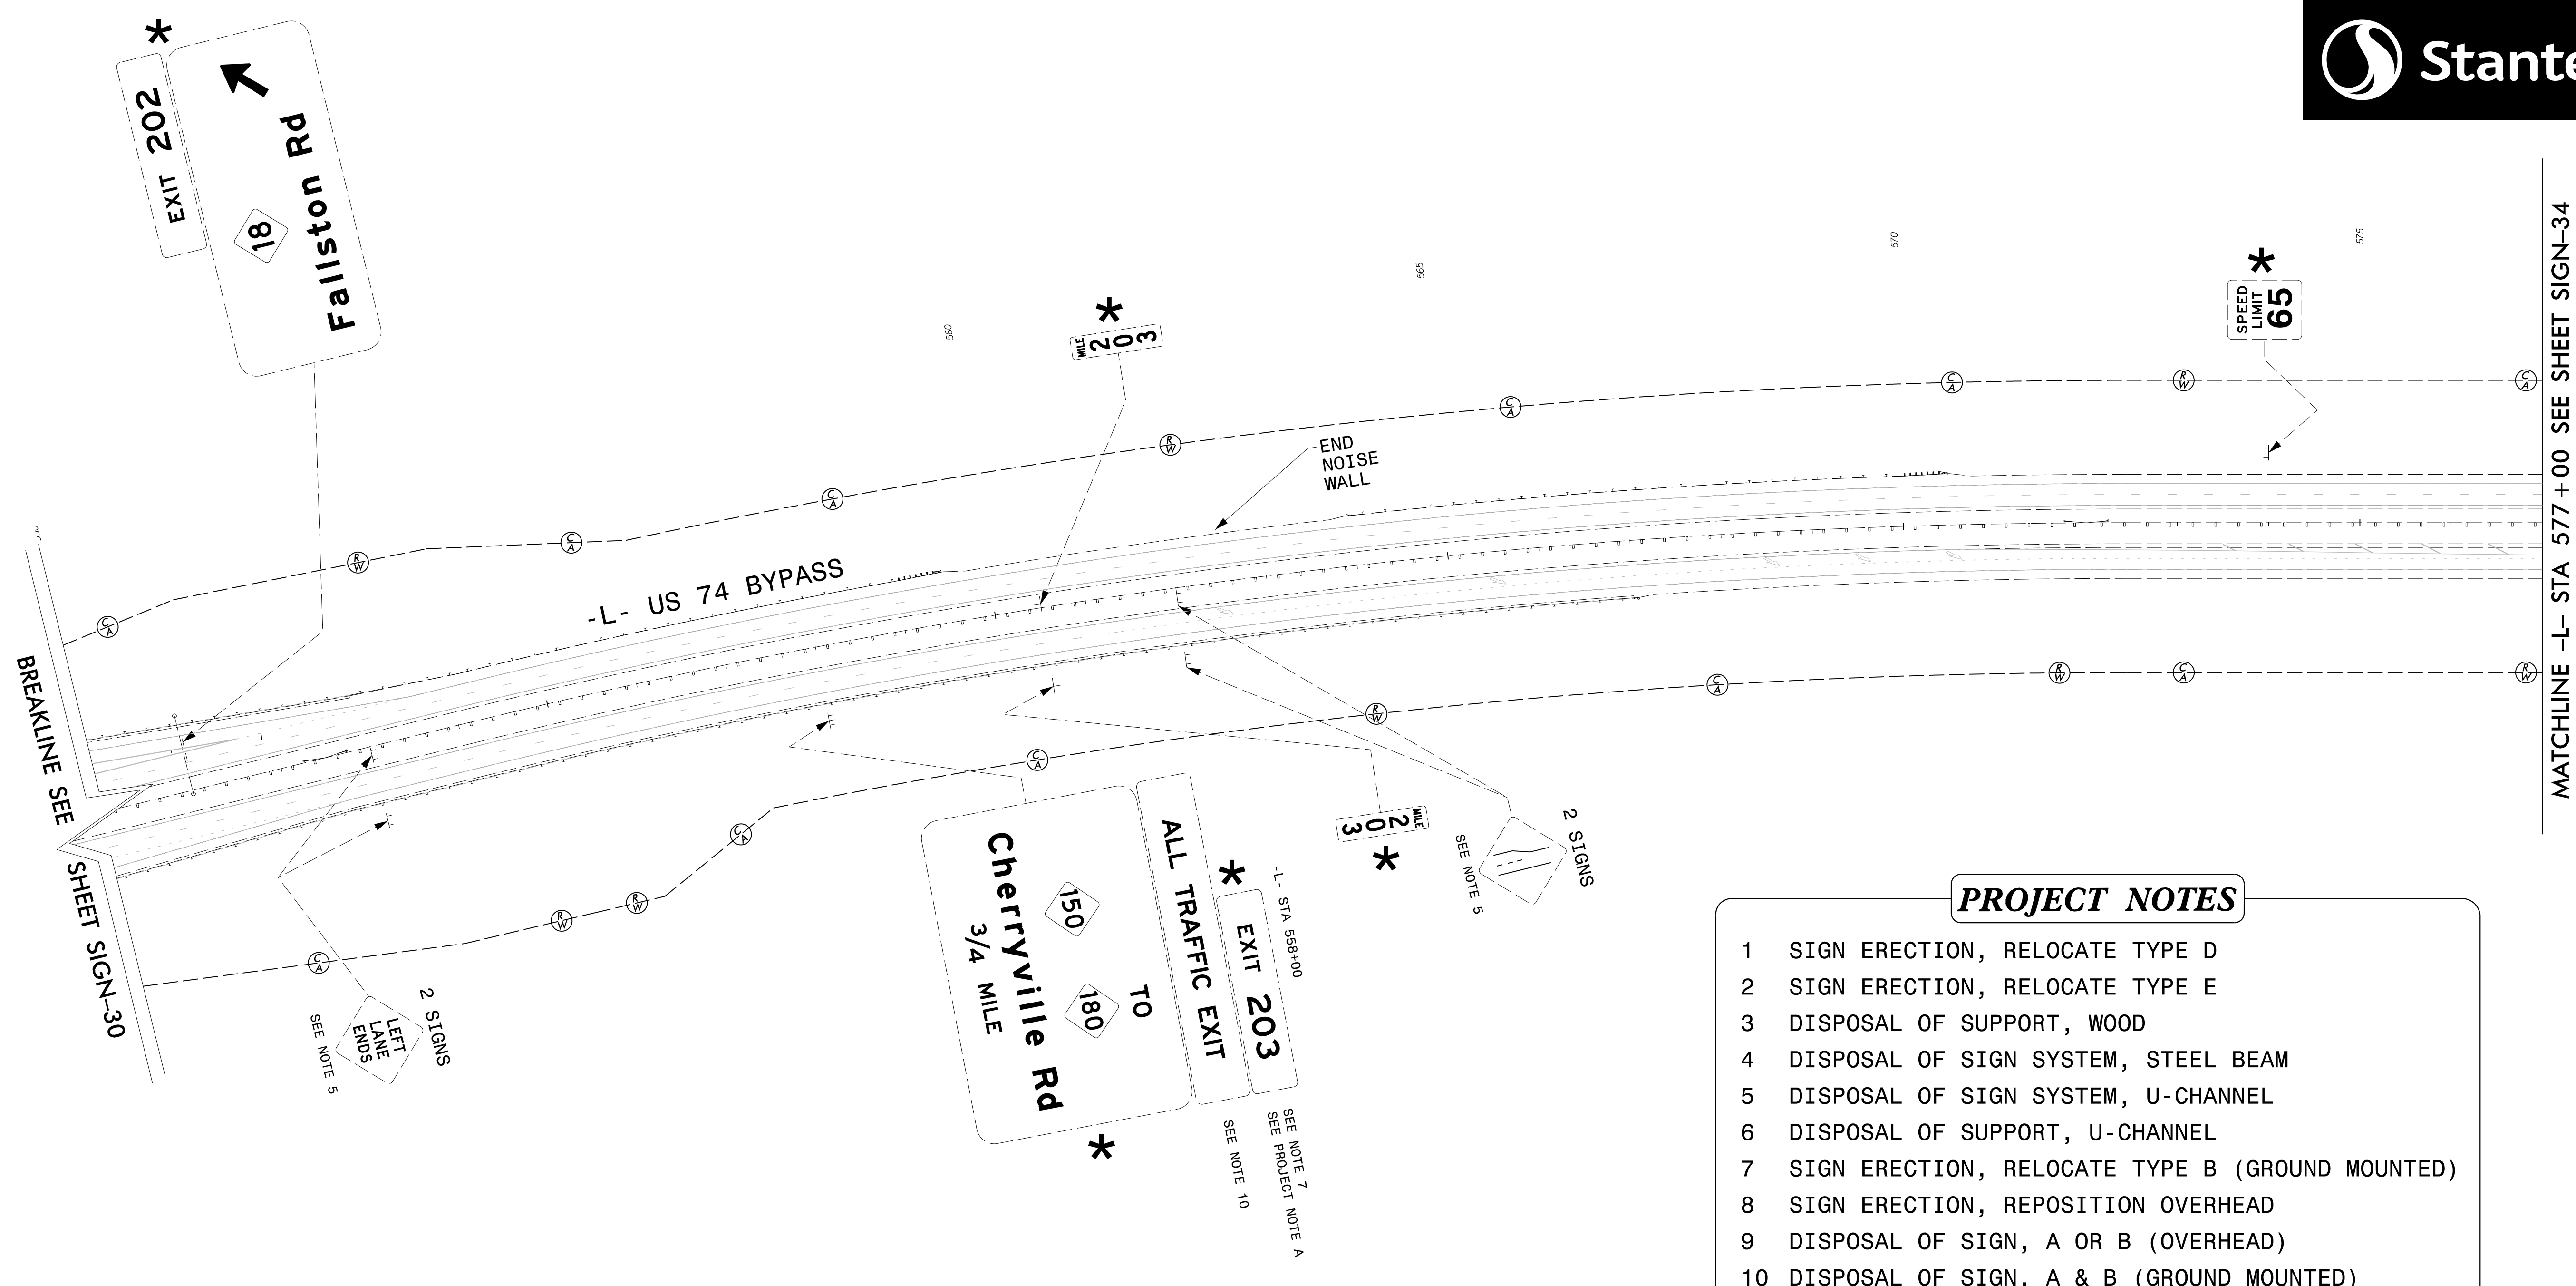 *
EXIT 202
18
Fallston Rd
Stante
560
565
570
575
*
MILE
2
0
3
*
SPEED
LIMIT
65
END
NOISE
WALL
-L- US 74 BYPASS
BREAKLINE SEE
SHEET SIGN-30
MATCHLINE -L- STA 577+00 SEE SHEET SIGN-34
C/A
R/W
C/A
C/A
R/W
C/A
C/A
R/W
C/A
C/A
R/W
R/W
C/A
C/A
R/W
C/A
R/W
C/A
R/W
2 SIGNS
LEFT
LANE
ENDS
SEE NOTE 5
-L- STA 558+00
*
EXIT 203
ALL TRAFFIC EXIT
TO
180 150
Cherryville Rd
3/4 MILE
*
SEE NOTE 7
SEE PROJECT NOTE A
SEE NOTE 10
MILE
2
0
3
*
2 SIGNS
SEE NOTE 5
PROJECT NOTES
1 SIGN ERECTION, RELOCATE TYPE D
2 SIGN ERECTION, RELOCATE TYPE E
3 DISPOSAL OF SUPPORT, WOOD
4 DISPOSAL OF SIGN SYSTEM, STEEL BEAM
5 DISPOSAL OF SIGN SYSTEM, U-CHANNEL
6 DISPOSAL OF SUPPORT, U-CHANNEL
7 SIGN ERECTION, RELOCATE TYPE B (GROUND MOUNTED)
8 SIGN ERECTION, REPOSITION OVERHEAD
9 DISPOSAL OF SIGN, A OR B (OVERHEAD)
10 DISPOSAL OF SIGN, A & B (GROUND MOUNTED)